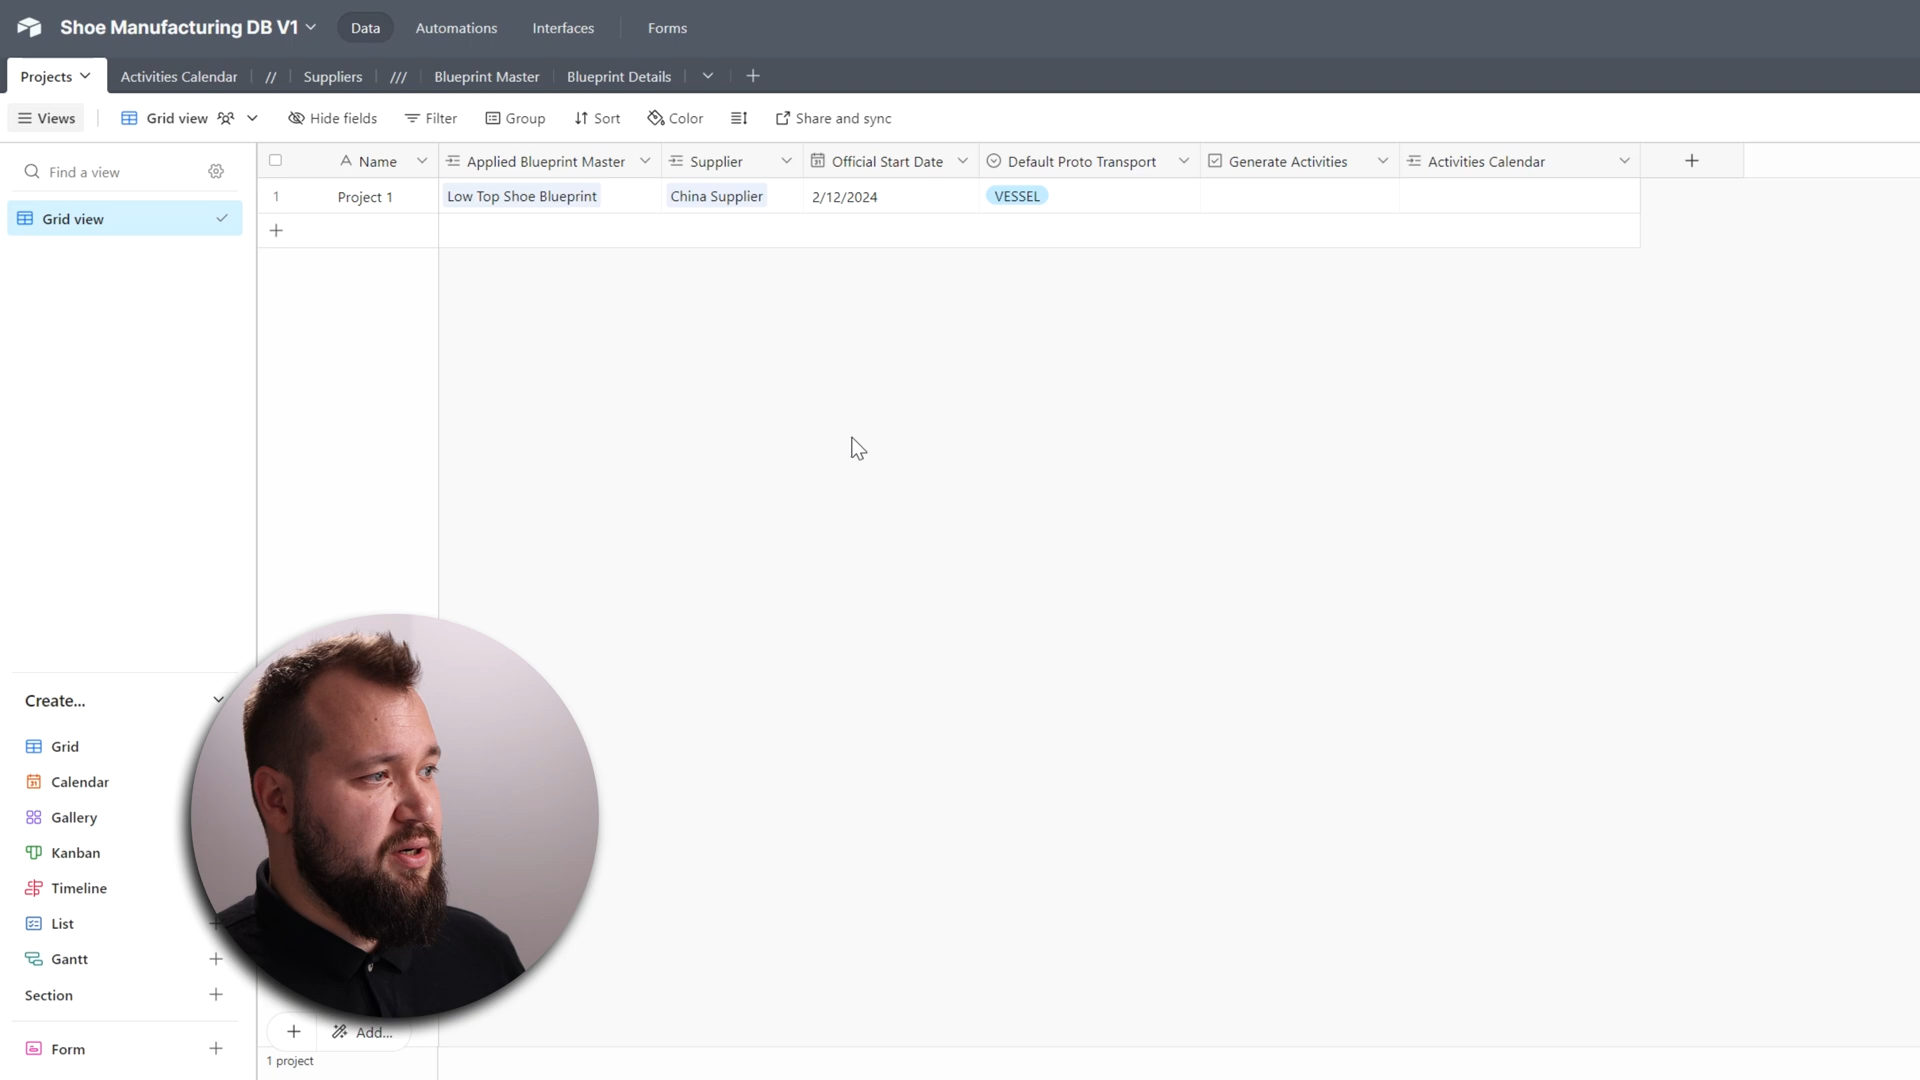 Shoe Manufacturing DB V1 Data Automations Interfaces Forms
Projects Activities Calendar // Suppliers /// Blueprint Master Blueprint Details
Views Grid view Hide fields Filter Group Sort Color Share and sync
Find a view
Grid view
Name Applied Blueprint Master Supplier Official Start Date Default Proto Transport Generate Activities Activities Calendar
1 Project 1 Low Top Shoe Blueprint China Supplier 2/12/2024 VESSEL
Create...
Grid
Calendar
Gallery
Kanban
Timeline
List
Gantt
Section
Form
Add...
1 project